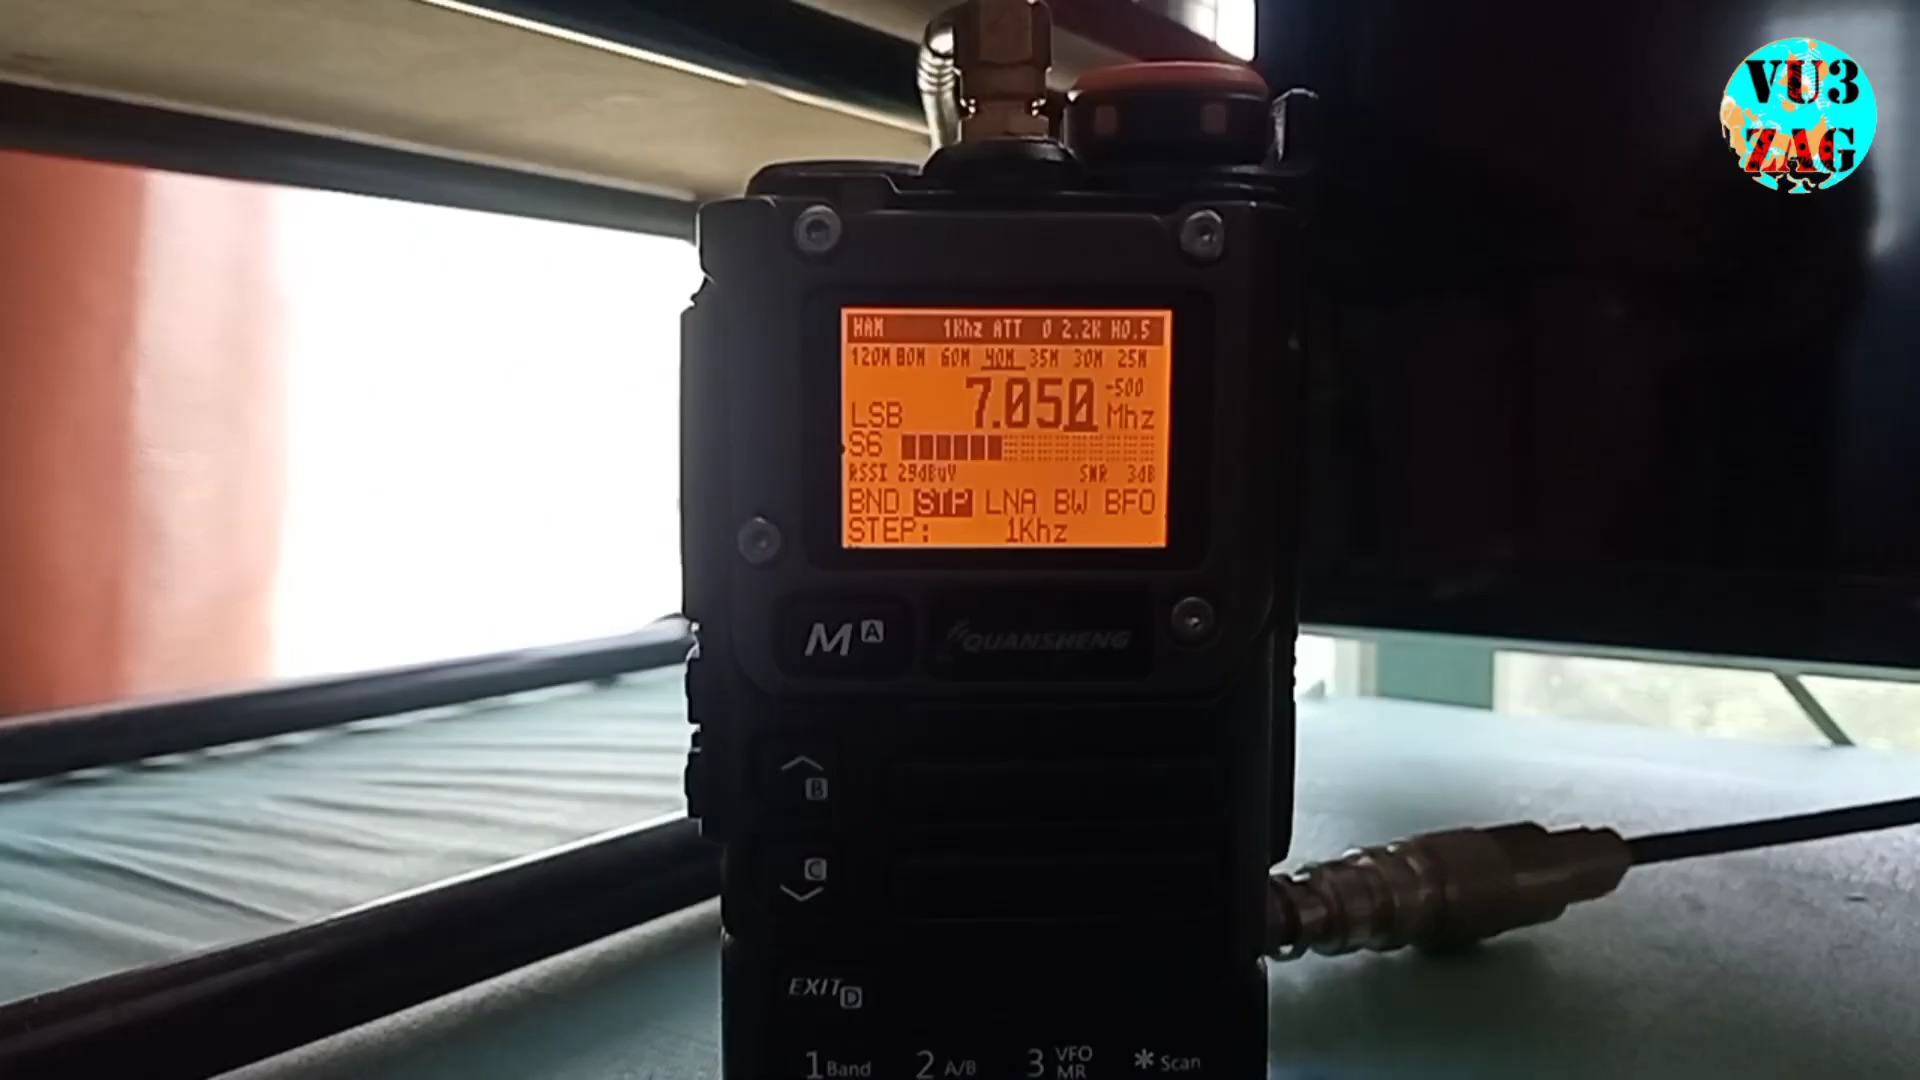 VU3
ZAG
HAM 1Khz ATT 0 2.2K H0.5
120M 80M 60M 40M 35M 30M 25M
7.050 -500
LSB Mhz
S6
RSSI 29dBuV SNR 3dB
BND STP LNA BW BFO
STEP: 1Khz
M A QUANSHENG
B
C
EXIT D
1 Band 2 A/B 3 VFO MR * Scan